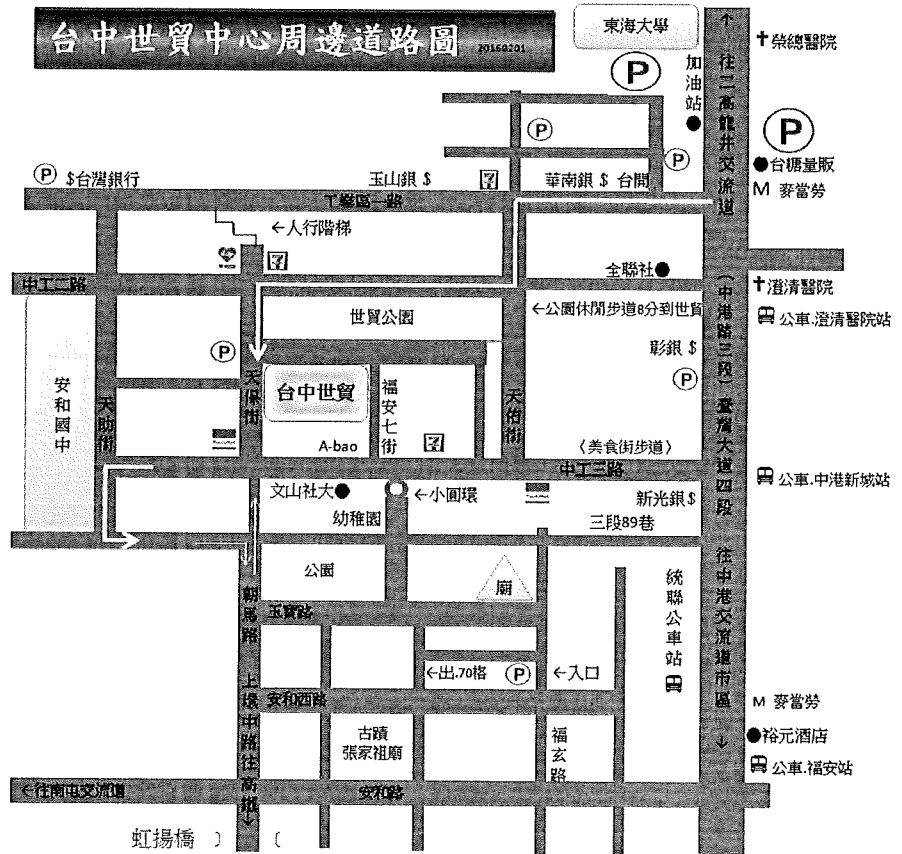 台中世貿中心周邊道路圖 20160201
東海大學
↑往二高龍井交流道
✝榮總醫院
加油站●
P
P
P
●台糖量販
M 麥當勞
P
P $台灣銀行
玉山銀 $
7
華南銀 $ 台開
工業區一路
←人行階梯
7
全聯社●
中工二路
✝澄清醫院
公車.澄清醫院站
世貿公園
←公園休閒步道8分到世貿
(中港路三段)臺灣大道四段
彰銀 $
P
P
安和國中
天助街
天保街
台中世貿
福安七街
天佑街
A-bao
7
〈美食街步道〉
中工三路
公車.中港新城站
文山社大●
←小圓環
新光銀$
幼稚園
三段89巷
公園
廟
朝馬路
玉寶路
統聯公車站
往中港交流道市區↓
←出.70格
P
←入口
安和西路
M 麥當勞
上環中路往高鐵↓
古蹟
張家祖廟
福玄路
●裕元酒店
公車.福安站
←往南屯交流道
安和路
虹揚橋 ) (